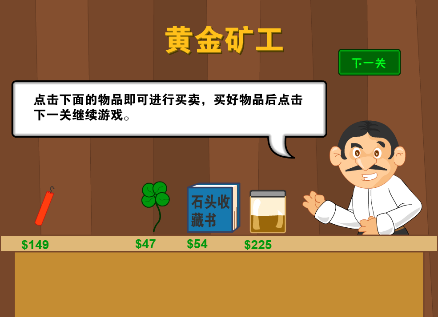 黄金矿工
下一关
点击下面的物品即可进行买卖，买好物品后点击
下一关继续游戏。
石头收
藏书
$149
$47
$54
$225